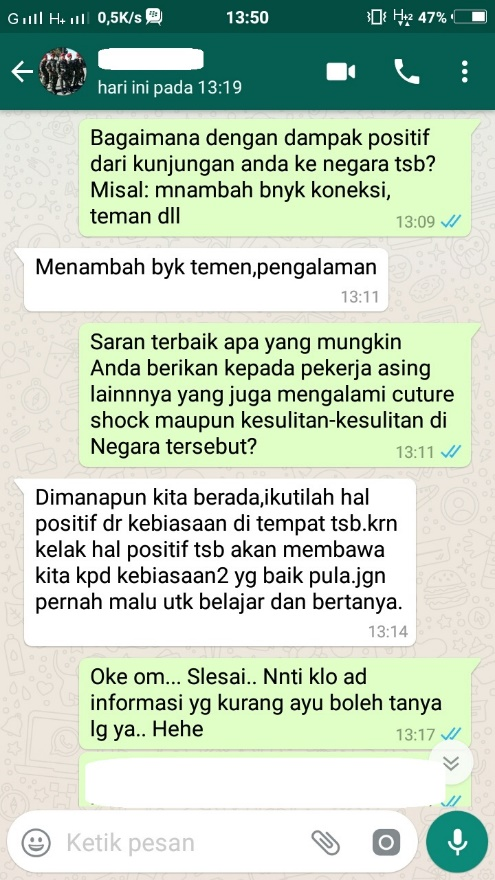 G H+ 0,5K/s 13:50 H+2 47%
hari ini pada 13:19
Bagaimana dengan dampak positif
dari kunjungan anda ke negara tsb?
Misal: mnambah bnyk koneksi,
teman dll
13:09
Menambah byk temen,pengalaman
13:11
Saran terbaik apa yang mungkin
Anda berikan kepada pekerja asing
lainnnya yang juga mengalami cuture
shock maupun kesulitan-kesulitan di
Negara tersebut?
13:11
Dimanapun kita berada,ikutilah hal
positif dr kebiasaan di tempat tsb.krn
kelak hal positif tsb akan membawa
kita kpd kebiasaan2 yg baik pula.jgn
pernah malu utk belajar dan bertanya.
13:14
Oke om... Slesai.. Nnti klo ad
informasi yg kurang ayu boleh tanya
lg ya.. Hehe
13:17
Ketik pesan